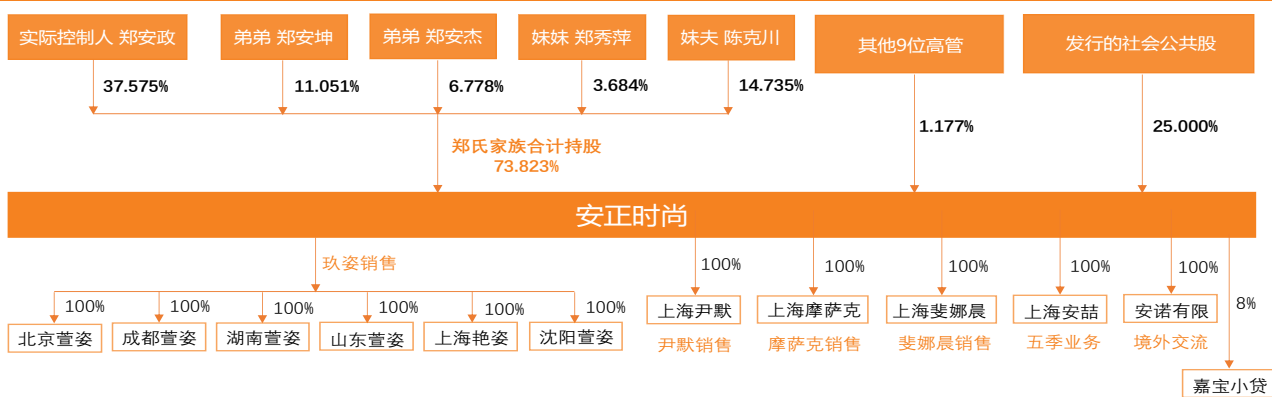 实际控制人 郑安政
弟弟 郑安坤
弟弟 郑安杰
妹妹 郑秀萍
妹夫 陈克川
其他9位高管
发行的社会公共股
37.575%
11.051%
6.778%
3.684%
14.735%
1.177%
25.000%
郑氏家族合计持股
73.823%
安正时尚
玖姿销售
100%
100%
100%
100%
100%
8%
100%
100%
100%
100%
100%
100%
北京萱姿
成都萱姿
湖南萱姿
山东萱姿
上海艳姿
沈阳萱姿
上海尹默
上海摩萨克
上海斐娜晨
上海安喆
安诺有限
尹默销售
摩萨克销售
斐娜晨销售
五季业务
境外交流
嘉宝小贷